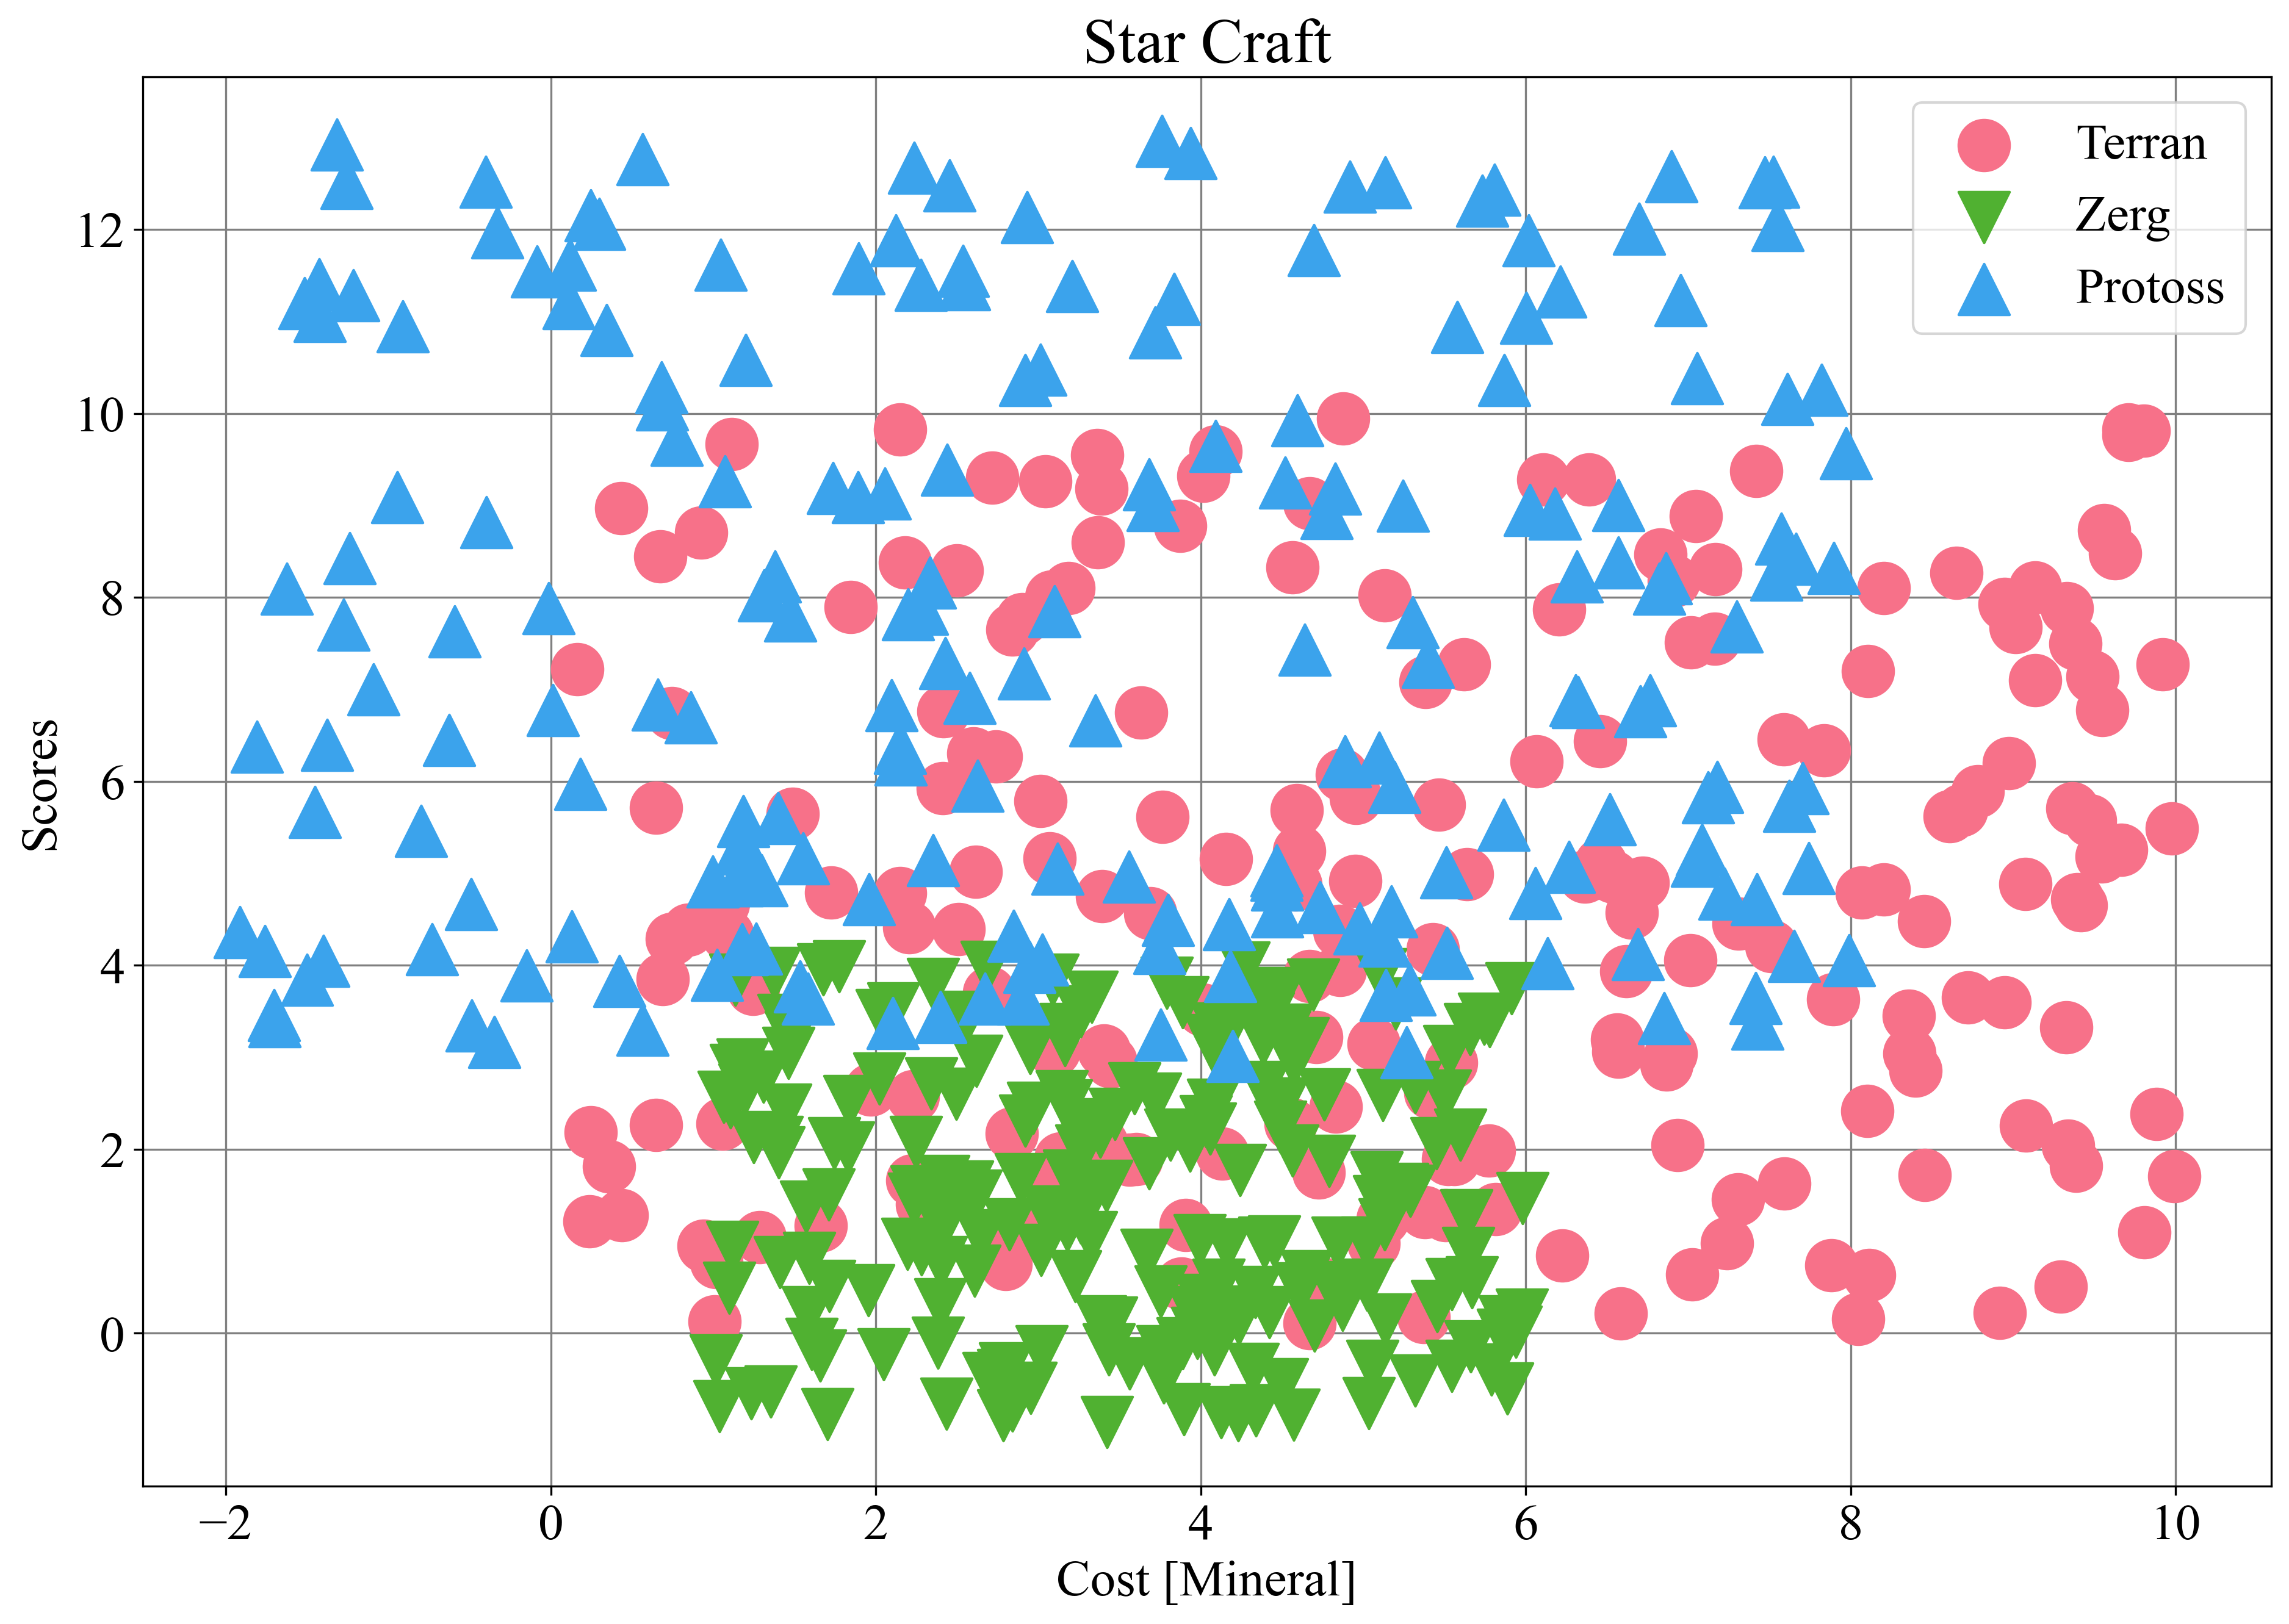 Star Craft
Terran
Zerg
Protoss
12
10
8
6
4
2
0
Scores
−2 0 2 4 6 8 10
Cost [Mineral]